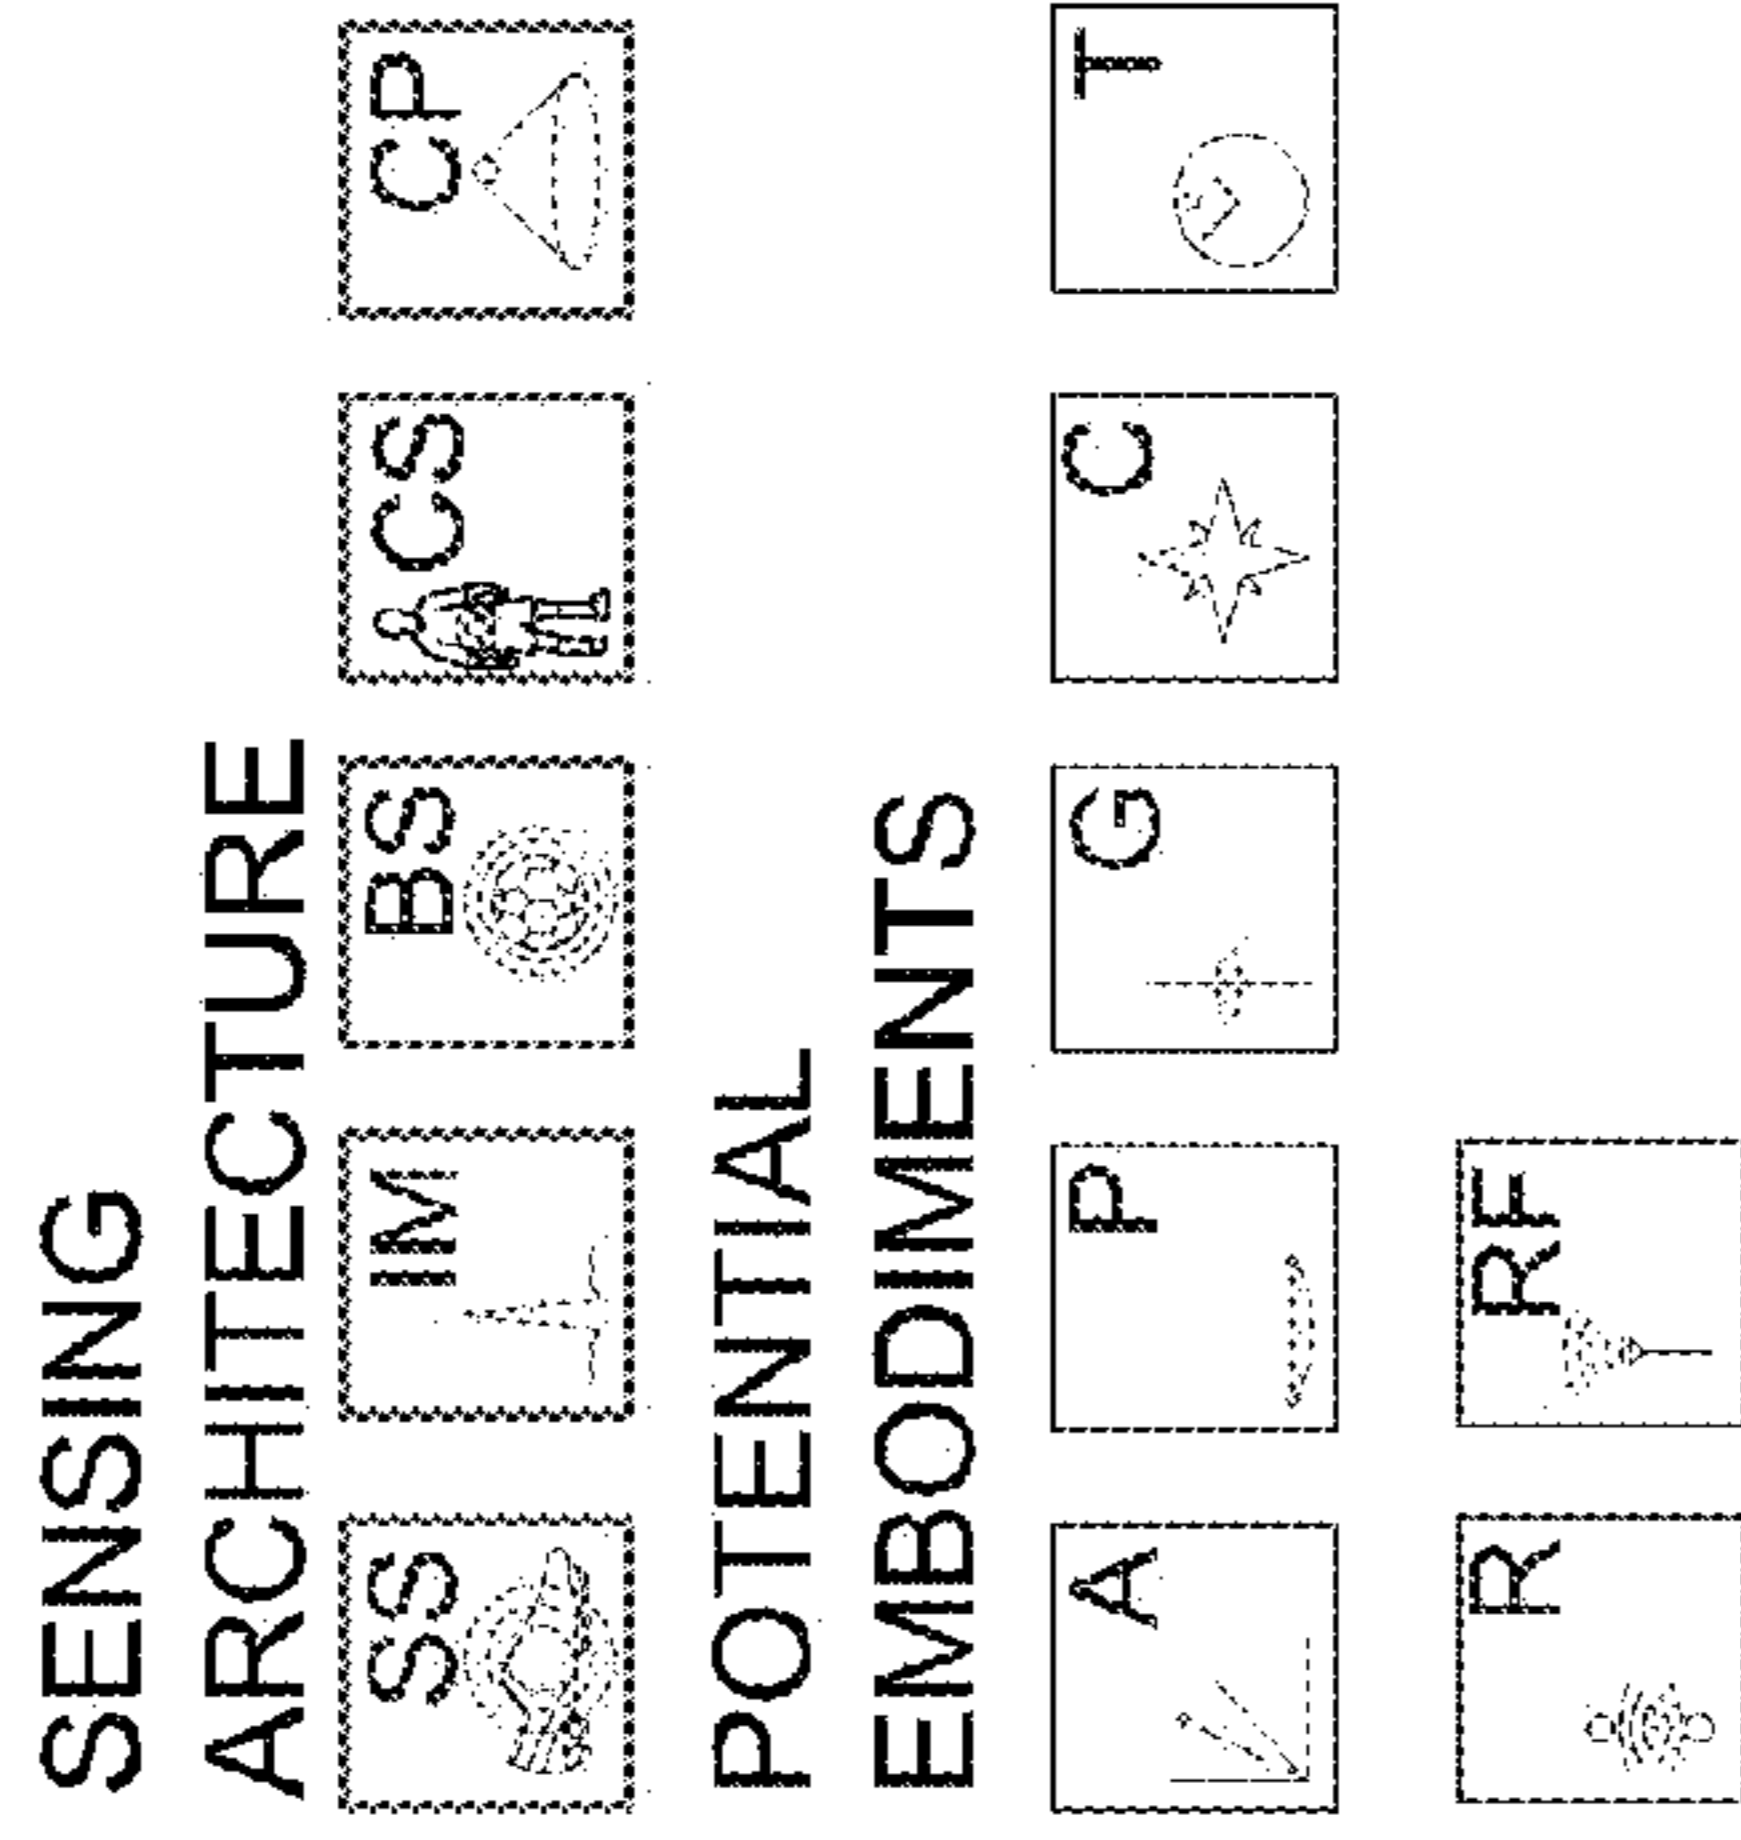 SENSING
ARCHITECTURE
SS IM BS CS CP
POTENTIAL
EMBODIMENTS
A P G C T
R RF